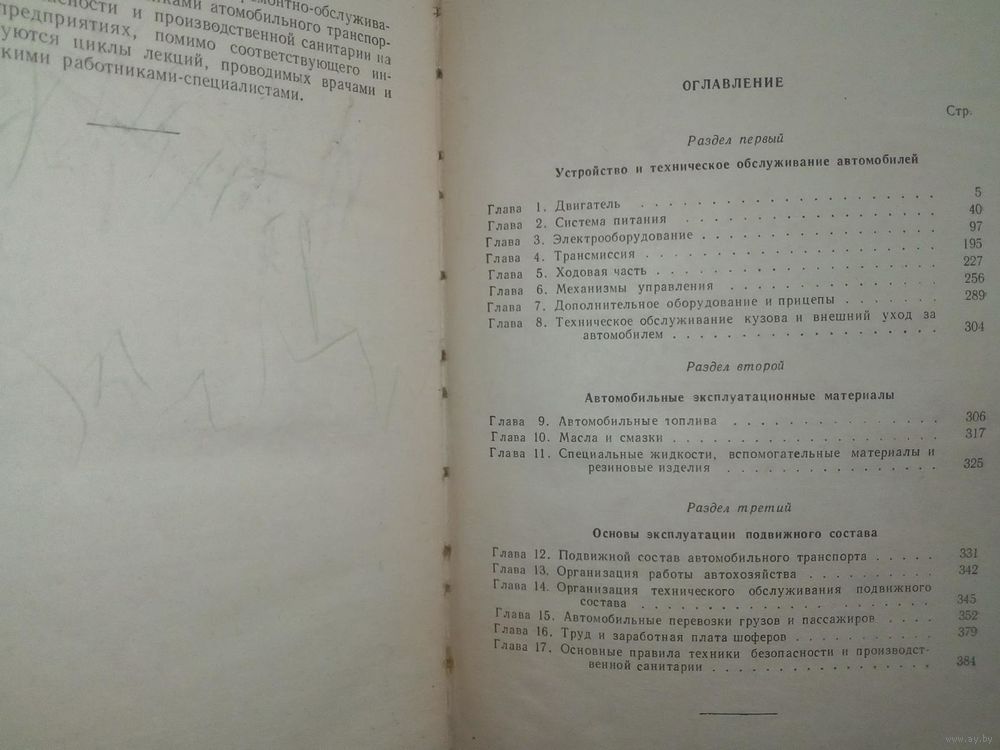 монтно-обслужива-
ности и производственной санитарии на
никами атомобильного транспор-
предприятиях, помимо соответствующего ин-
уются циклы лекций, проводимых врачами и
кими работниками-специалистами.
ОГЛАВЛЕНИЕ
Стр.
Раздел первый
Устройство и техническое обслуживание автомобилей
Глава 1. Двигатель . . . . . . . . . . . . . . . . . 5
Глава 2. Система питания . . . . . . . . . . . . . . 40
Глава 3. Электрооборудование . . . . . . . . . . . . . 97
Глава 4. Трансмиссия . . . . . . . . . . . . . . . . 195
Глава 5. Ходовая часть . . . . . . . . . . . . . . . . 227
Глава 6. Механизмы управления . . . . . . . . . . . . 256
Глава 7. Дополнительное оборудование и прицепы . . . . . . 289
Глава 8. Техническое обслуживание кузова и внешний уход за
автомобилем . . . . . . . . . . . . . . . . 304
Раздел второй
Автомобильные эксплуатационные материалы
Глава 9. Автомобильные топлива . . . . . . . . . . . . 306
Глава 10. Масла и смазки . . . . . . . . . . . . . . . 317
Глава 11. Специальные жидкости, вспомогательные материалы и
резиновые изделия . . . . . . . . . . . . . 325
Раздел третий
Основы эксплуатации подвижного состава
Глава 12. Подвижной состав автомобильного транспорта . . . . . 331
Глава 13. Организация работы автохозяйства . . . . . . . . . 342
Глава 14. Организация технического обслуживания подвижного
состава . . . . . . . . . . . . . . . . . 345
Глава 15. Автомобильные перевозки грузов и пассажиров . . . . 352
Глава 16. Труд и заработная плата шоферов . . . . . . . . . 379
Глава 17. Основные правила техники безопасности и производст-
венной санитарии . . . . . . . . . . . . . . 384
www.ay.by